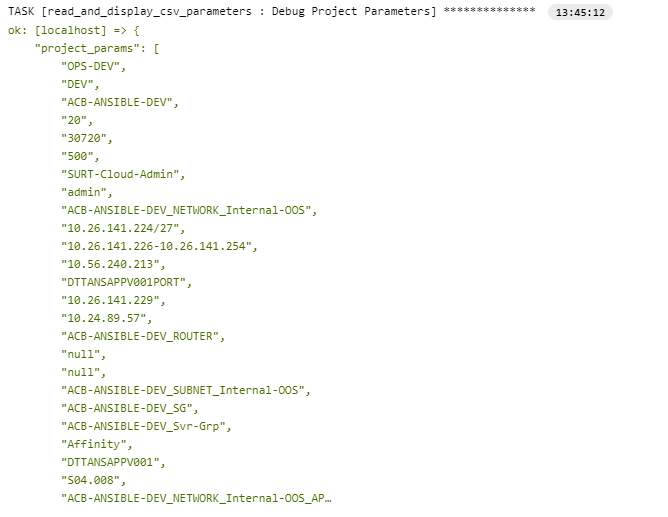 TASK [read_and_display_csv_parameters : Debug Project Parameters] ************** 13:45:12
ok: [localhost] => {
    "project_params": [
        "OPS-DEV",
        "DEV",
        "ACB-ANSIBLE-DEV",
        "20",
        "30720",
        "500",
        "SURT-Cloud-Admin",
        "admin",
        "ACB-ANSIBLE-DEV_NETWORK_Internal-OOS",
        "10.26.141.224/27",
        "10.26.141.226-10.26.141.254",
        "10.56.240.213",
        "DTTANSAPPV001PORT",
        "10.26.141.229",
        "10.24.89.57",
        "ACB-ANSIBLE-DEV_ROUTER",
        "null",
        "null",
        "ACB-ANSIBLE-DEV_SUBNET_Internal-OOS",
        "ACB-ANSIBLE-DEV_SG",
        "ACB-ANSIBLE-DEV_Svr-Grp",
        "Affinity",
        "DTTANSAPPV001",
        "S04.008",
        "ACB-ANSIBLE-DEV_NETWORK_Internal-OOS_AP…